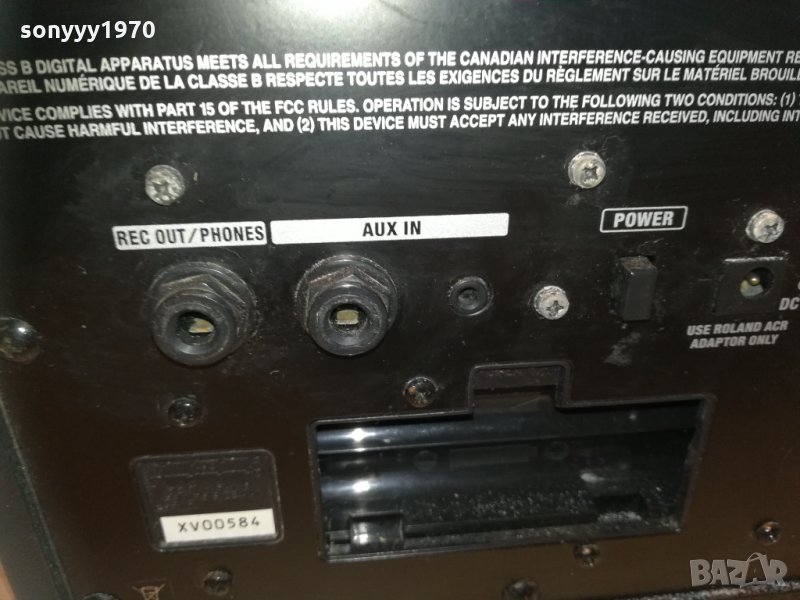 sonyyy1970
SS B DIGITAL APPARATUS MEETS ALL REQUIREMENTS OF THE CANADIAN INTERFERENCE-CAUSING EQUIPMENT RE
AREIL NUMÉRIQUE DE LA CLASSE B RESPECTE TOUTES LES EXIGENCES DU RÈGLEMENT SUR LE MATÉRIEL BROUILL
VICE COMPLIES WITH PART 15 OF THE FCC RULES. OPERATION IS SUBJECT TO THE FOLLOWING TWO CONDITIONS: (1) T
OT CAUSE HARMFUL INTERFERENCE, AND (2) THIS DEVICE MUST ACCEPT ANY INTERFERENCE RECEIVED, INCLUDING INT
REC OUT/PHONES
AUX IN
POWER
DC
USE ROLAND ACR
ADAPTOR ONLY
XV00584
BAZAR